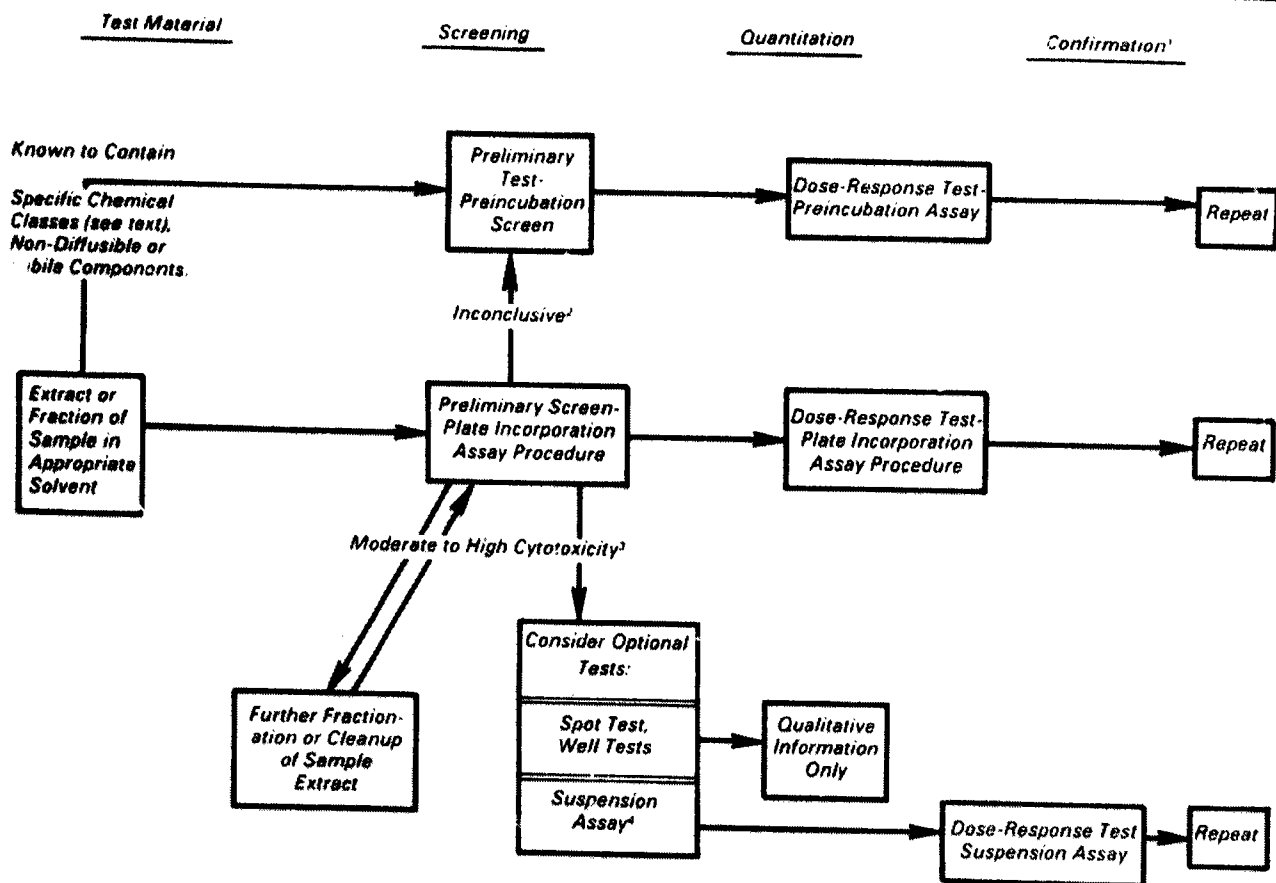 Test Material
Screening
Quantitation
Confirmation¹
Known to Contain
Specific Chemical
Classes (see text),
Non-Diffusible or
Components.
Preliminary
Test-
Preincubation
Screen
Dose-Response Test-
Preincubation Assay
Repeat
Inconclusive²
Extract or
Fraction of
Sample in
Appropriate
Solvent
Preliminary Screen-
Plate Incorporation
Assay Procedure
Dose-Response Test-
Plate Incorporation
Assay Procedure
Repeat
Moderate to High Cytotoxicity³
Further Fraction-
ation or Cleanup
of Sample
Extract
Consider Optional
Tests:
Spot Test,
Well Tests
Qualitative
Information
Only
Suspension
Assay⁴
Dose-Response Test
Suspension Assay
Repeat